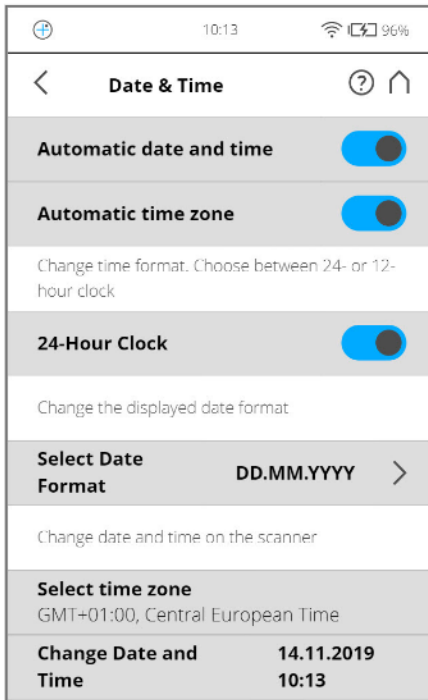 10:13 96%
Date & Time
Automatic date and time
Automatic time zone
Change time format. Choose between 24- or 12-
hour clock
24-Hour Clock
Change the displayed date format
Select Date
Format DD.MM.YYYY
Change date and time on the scanner
Select time zone
GMT+01:00, Central European Time
Change Date and 14.11.2019
Time 10:13